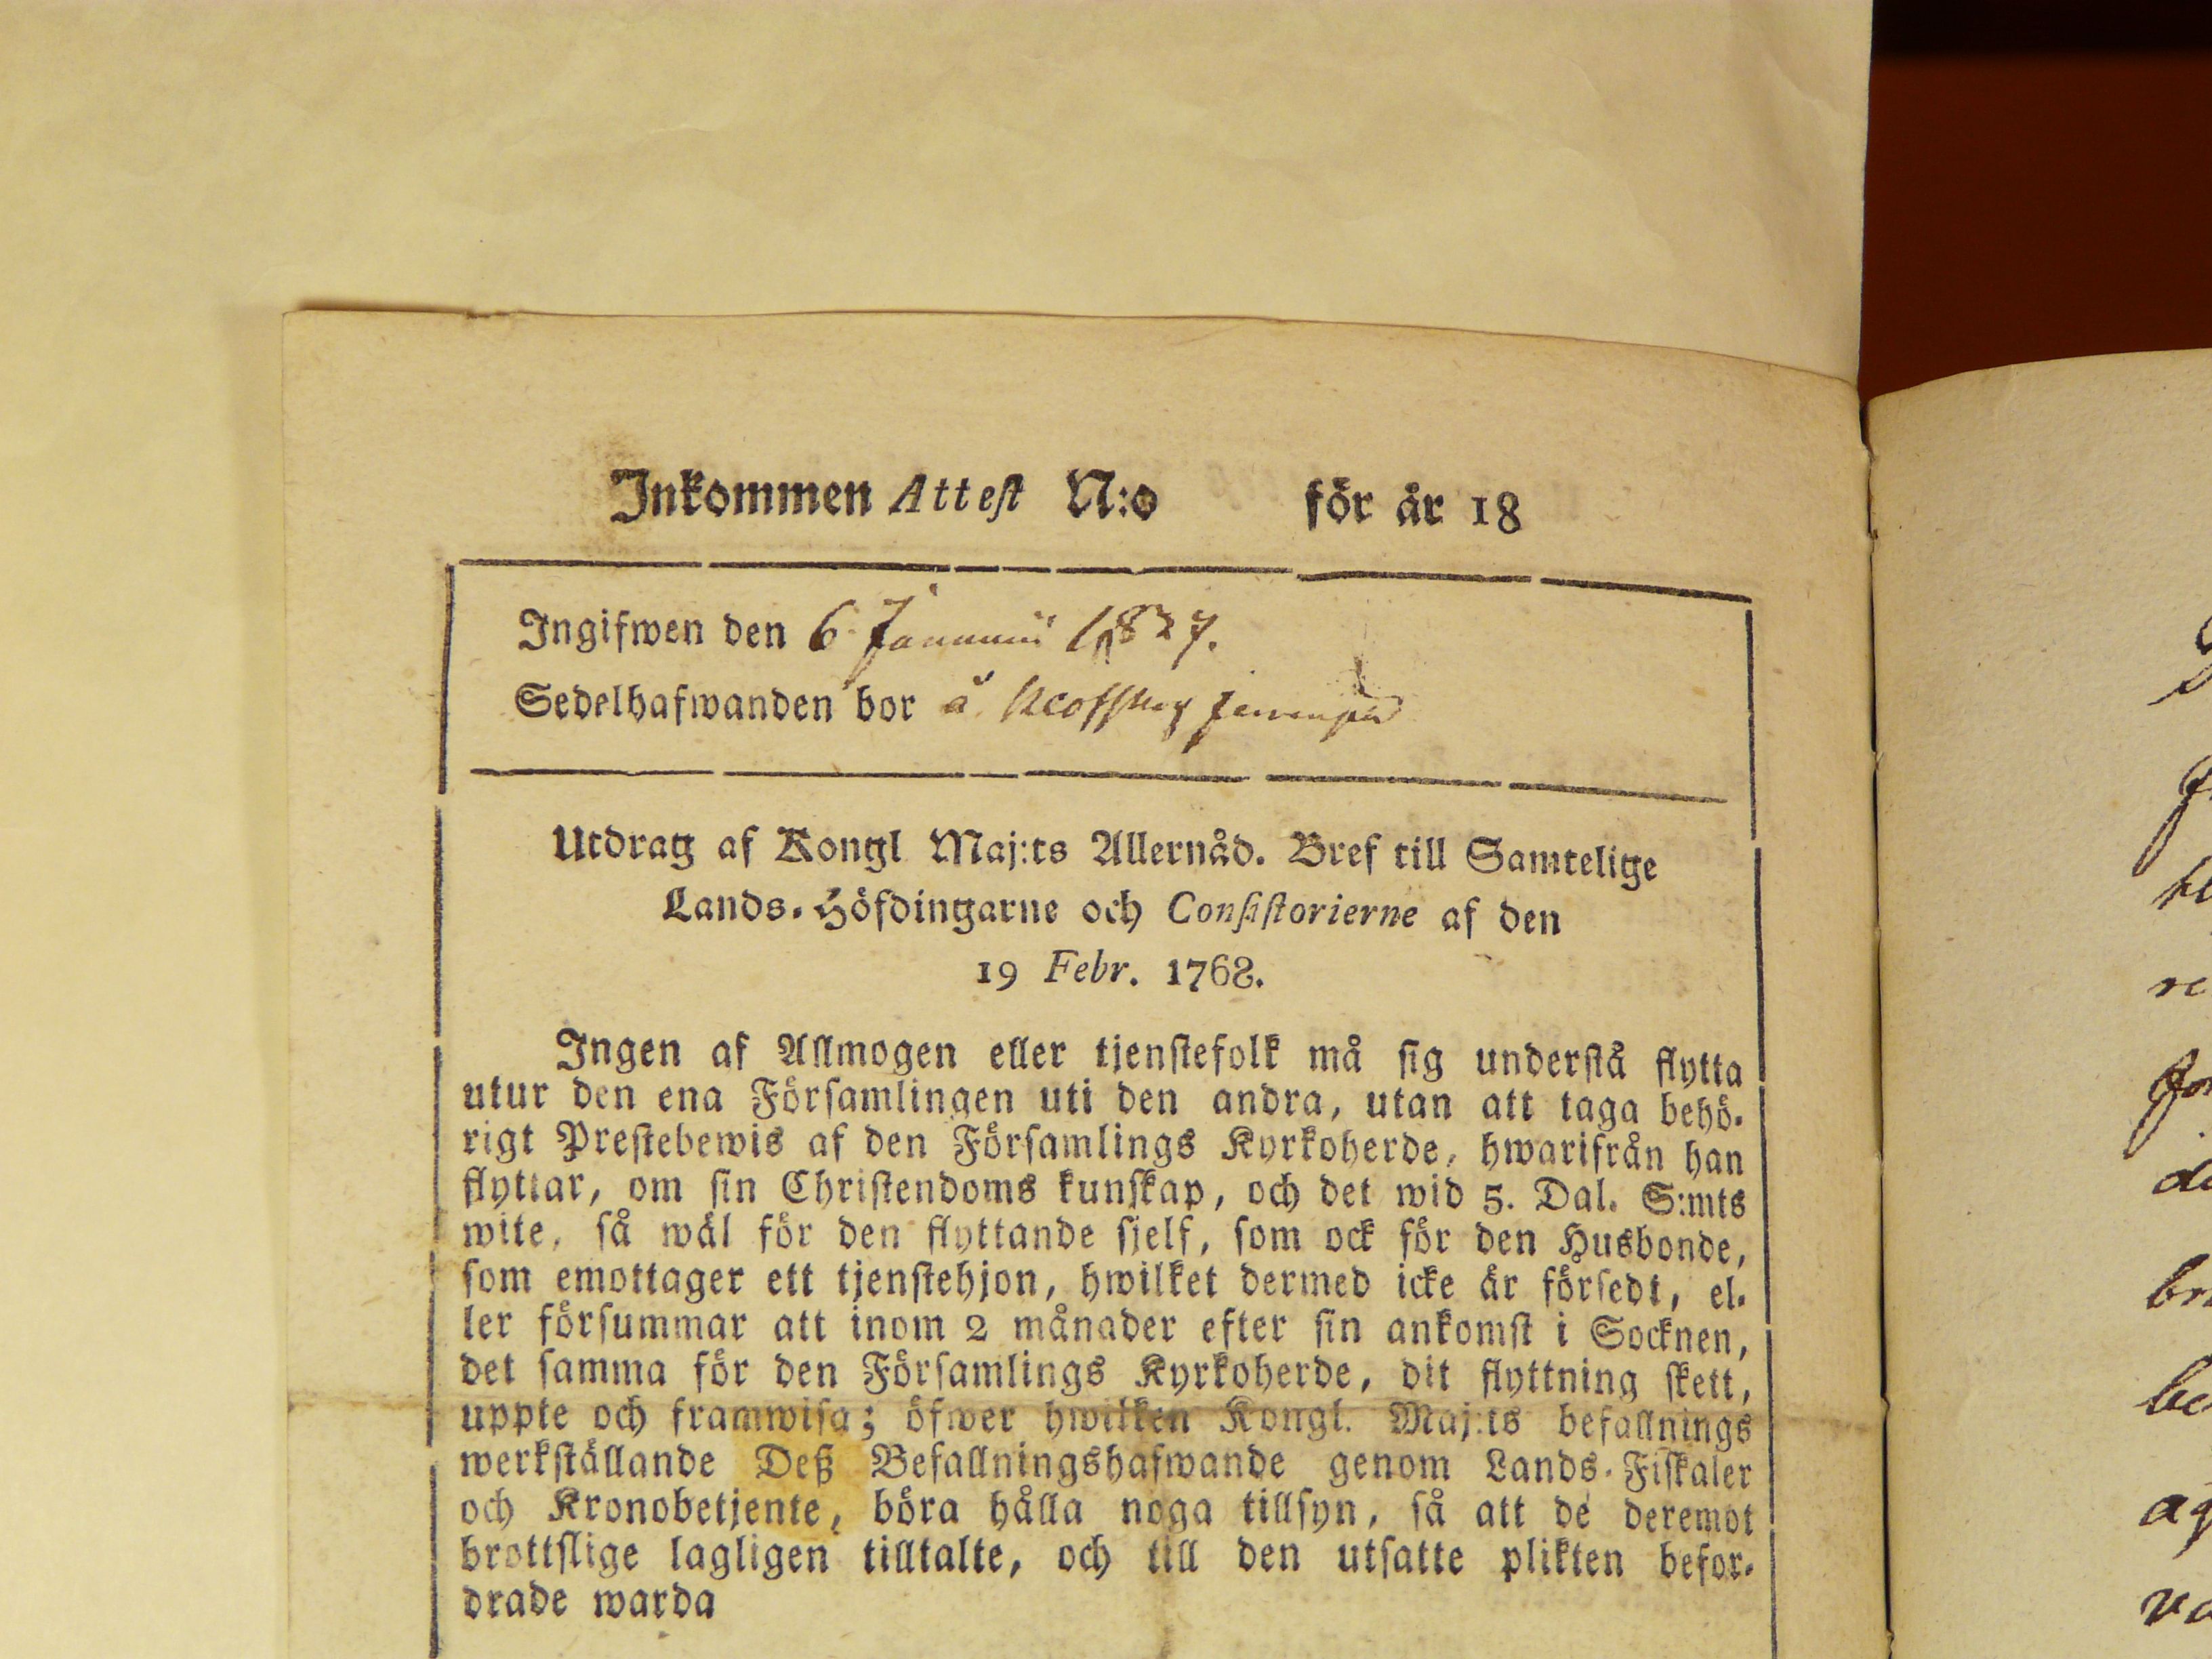 Inkommen Attest N:o för år 18
Ingifwen den 6 Januarii 1827.
Sedelhafwanden bor å
Utdrag af Kongl Maj:ts Allernåd. Bref till Samtelige
Lands-Höfdingarne och Consistorierne af den
19 Febr. 1768.
Ingen af Allmogen eller tjenstefolk må sig understå flytta
utur den ena Församlingen uti den andra, utan att taga behö-
rigt Prestebewis af den Församlings Kyrkoherde, hwarifrån han
flyttar, om sin Christendoms kunskap, och det wid 5. Dal. S:mts
wite, så wäl för den flyttande sjelf, som ock för den Husbonde,
som emottager ett tjenstehjon, hwilket dermed icke är försedt, el-
ler försummar att inom 2 månader efter sin ankomst i Socknen,
det samma för den Församlings Kyrkoherde, dit flyttning skett,
uppte och framwisa; öfwer hwilken Kongl. Maj:ts befallnings
werkställande Deß Befallningshafwande genom Lands-Fiskaler
och Kronobetjente, böra hålla noga tillsyn, så att de deremot
brottslige lagligen tilltalte, och till den utsatte plikten befor-
drade warda